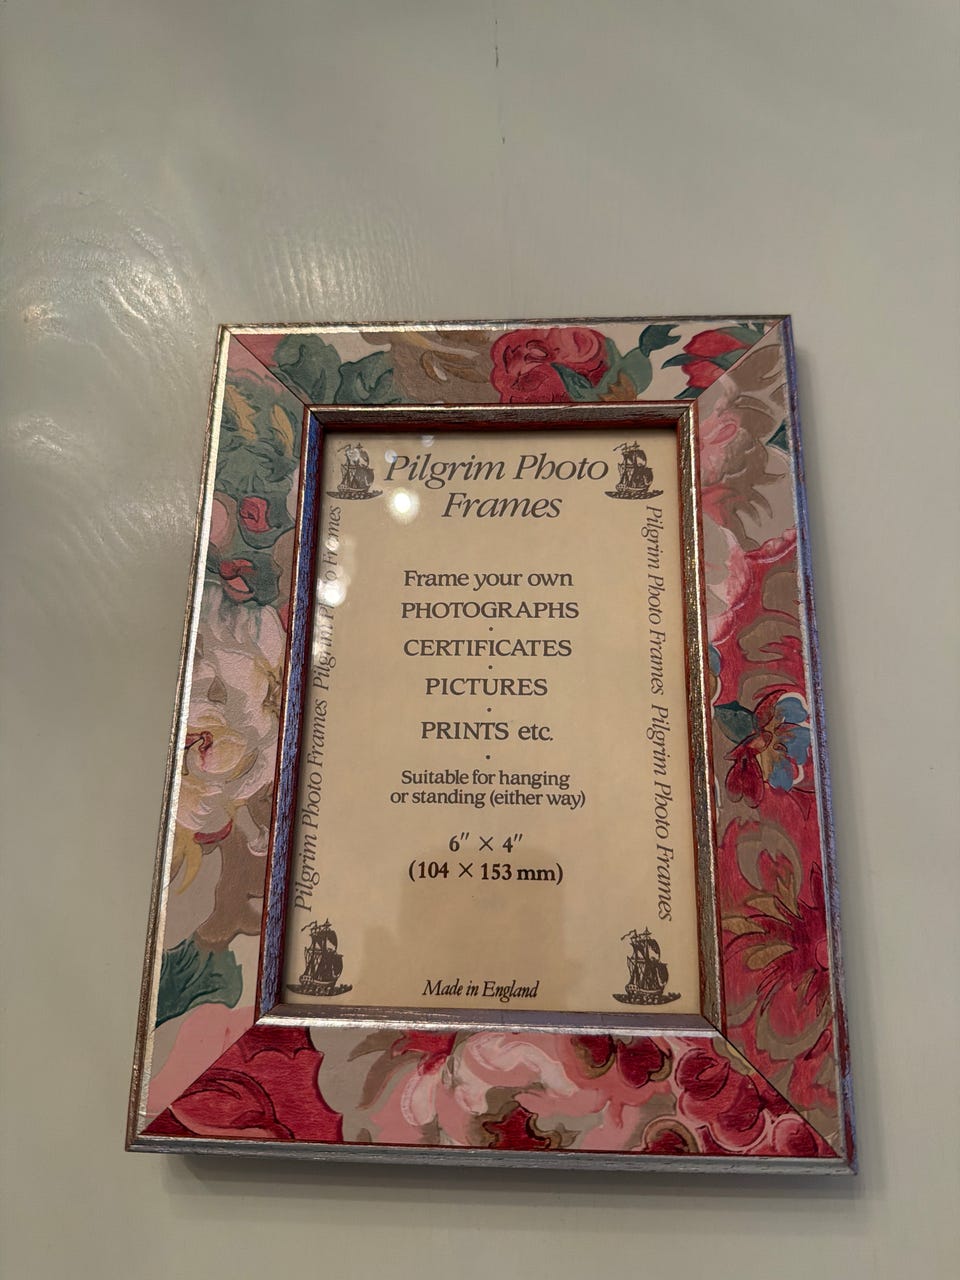 Pilgrim Photo
Frames
Frame your own
PHOTOGRAPHS
•
CERTIFICATES
•
PICTURES
•
PRINTS etc.
•
Suitable for hanging
or standing (either way)
6″ × 4″
(104 × 153 mm)
Made in England
Pilgrim Photo Frames Pilgrim Photo Frames
Pilgrim Photo Frames Pilgrim Photo Frames